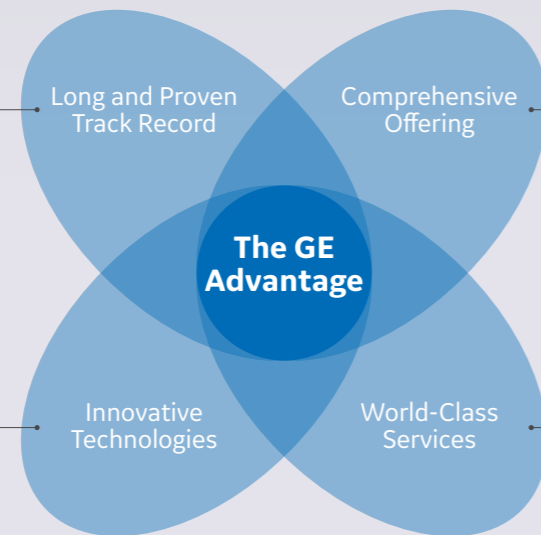 Long and Proven
Track Record
Comprehensive
Offering
The GE
Advantage
Innovative
Technologies
World-Class
Services